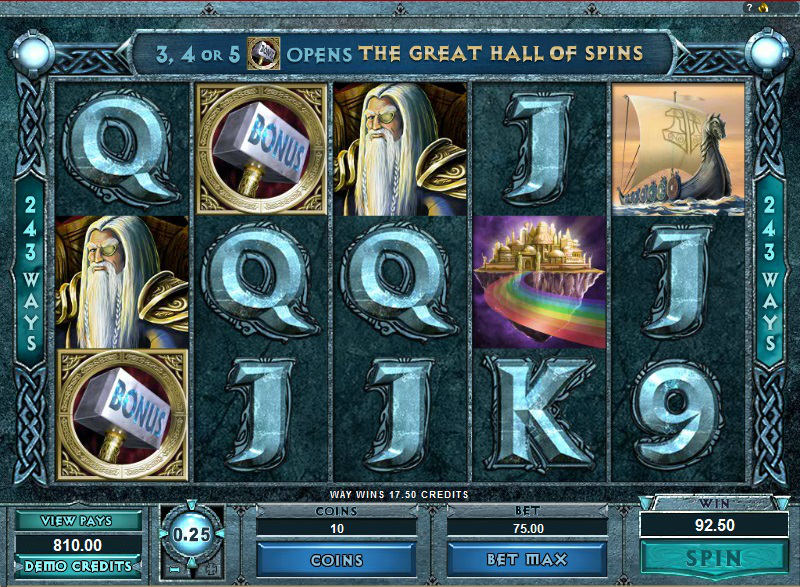 ?
3, 4 OR 5 BONUS OPENS THE GREAT HALL OF SPINS
Q BONUS J
Q Q J
BONUS J J K 9
243 WAYS
243 WAYS
WAY WINS 17.50 CREDITS
VIEW PAYS
810.00
DEMO CREDITS
0.25
COINS
10
COINS
BET
75.00
BET MAX
WIN
92.50
SPIN